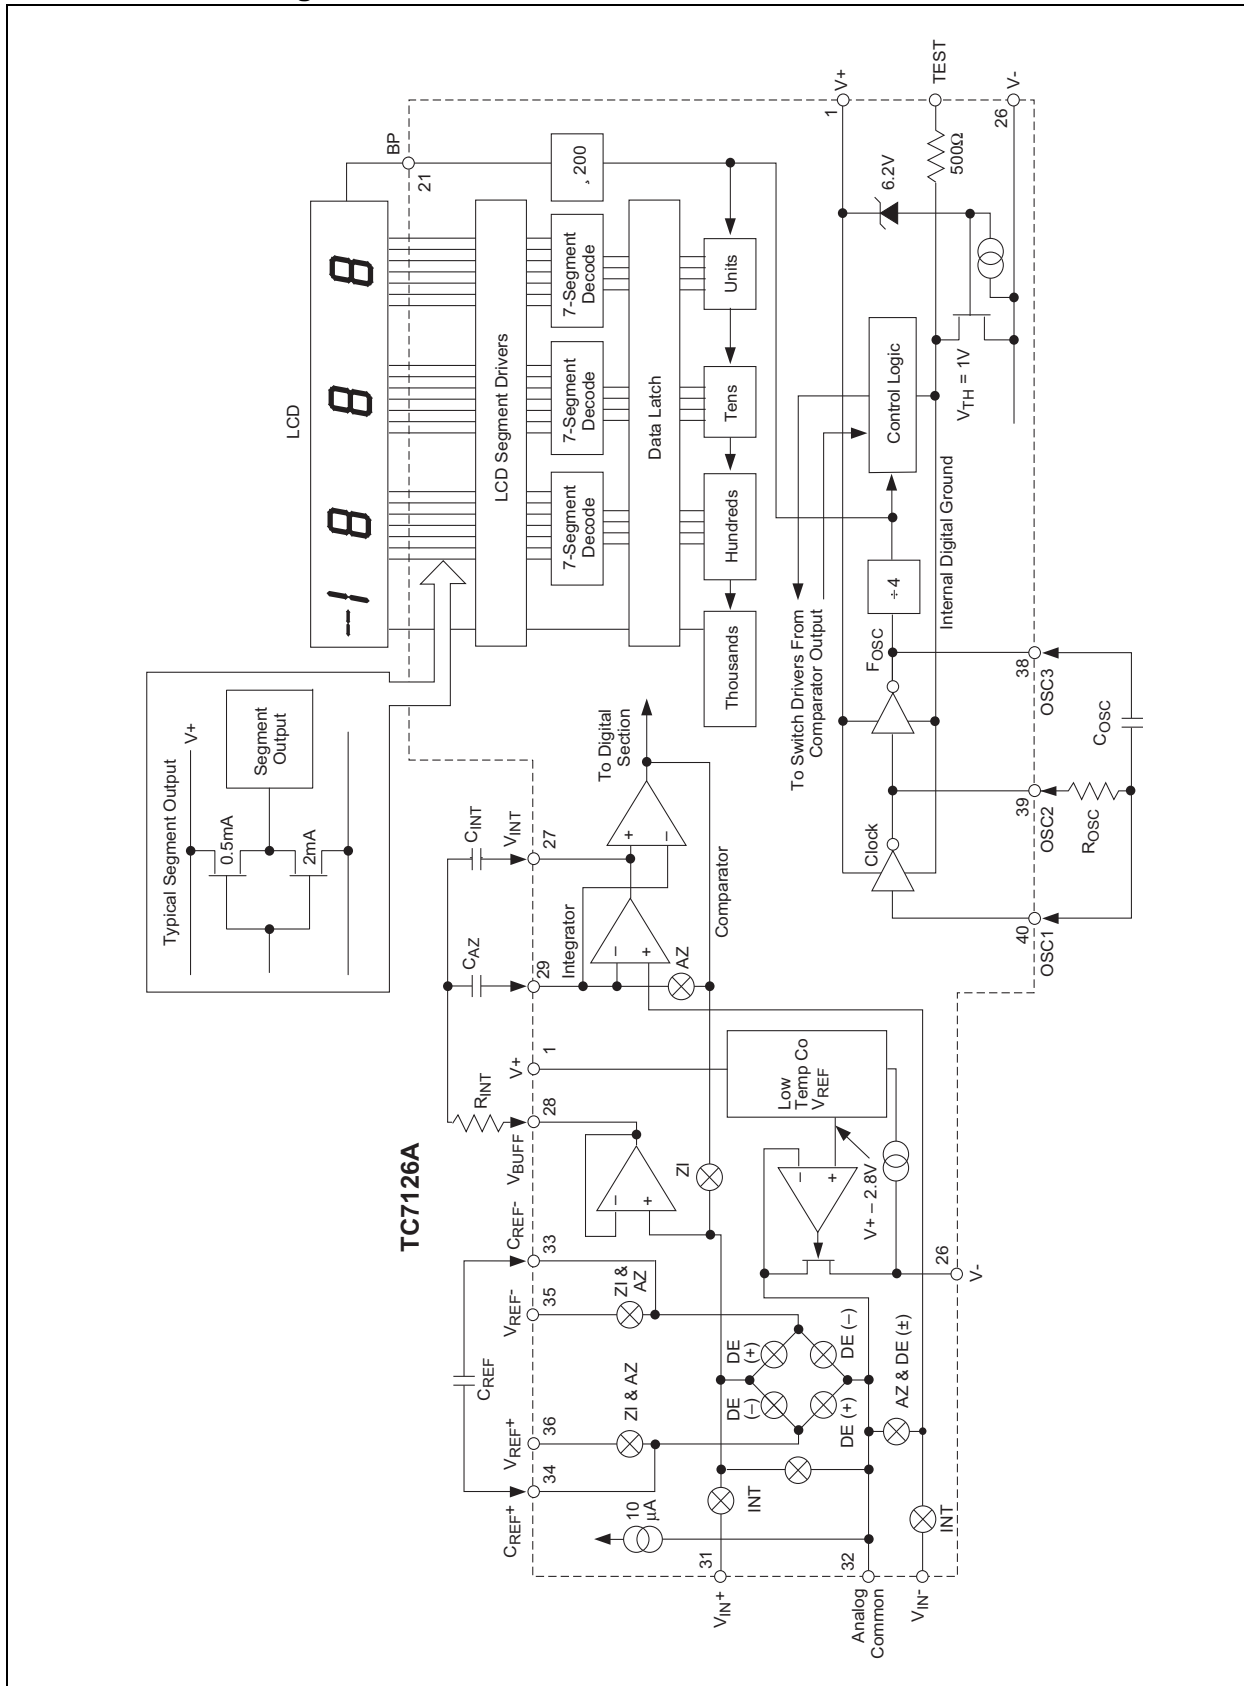 Typical Segment Output
V+
0.5mA
2mA
Segment
Output
LCD
-1 8 8 8
BP
21
LCD Segment Drivers
7-Segment
Decode
7-Segment
Decode
7-Segment
Decode
¸ 200
Data Latch
Thousands
Hundreds
Tens
Units
TC7126A
CREF
RINT
CAZ
CINT
CREF+
34
VREF+
36
VREF-
35
CREF-
33
VBUFF
28
V+
1
29
27
VINT
Integrator
To Digital
Section
10
µA
ZI & AZ
ZI &
AZ
ZI
AZ
Comparator
VIN+
31
INT
DE
(–)
DE
(+)
DE (+)
DE (–)
Low
Temp Co
VREF
V+ – 2.8V
Analog
Common
32
AZ & DE (±)
VIN-
INT
26
V-
To Switch Drivers From
Comparator Output
Clock
FOSC
÷4
Control Logic
Internal Digital Ground
VTH = 1V
6.2V
500Ω
1
V+
TEST
26
V-
40
OSC1
39
OSC2
38
OSC3
ROSC
COSC
+
–
–
+
–
+
–
+